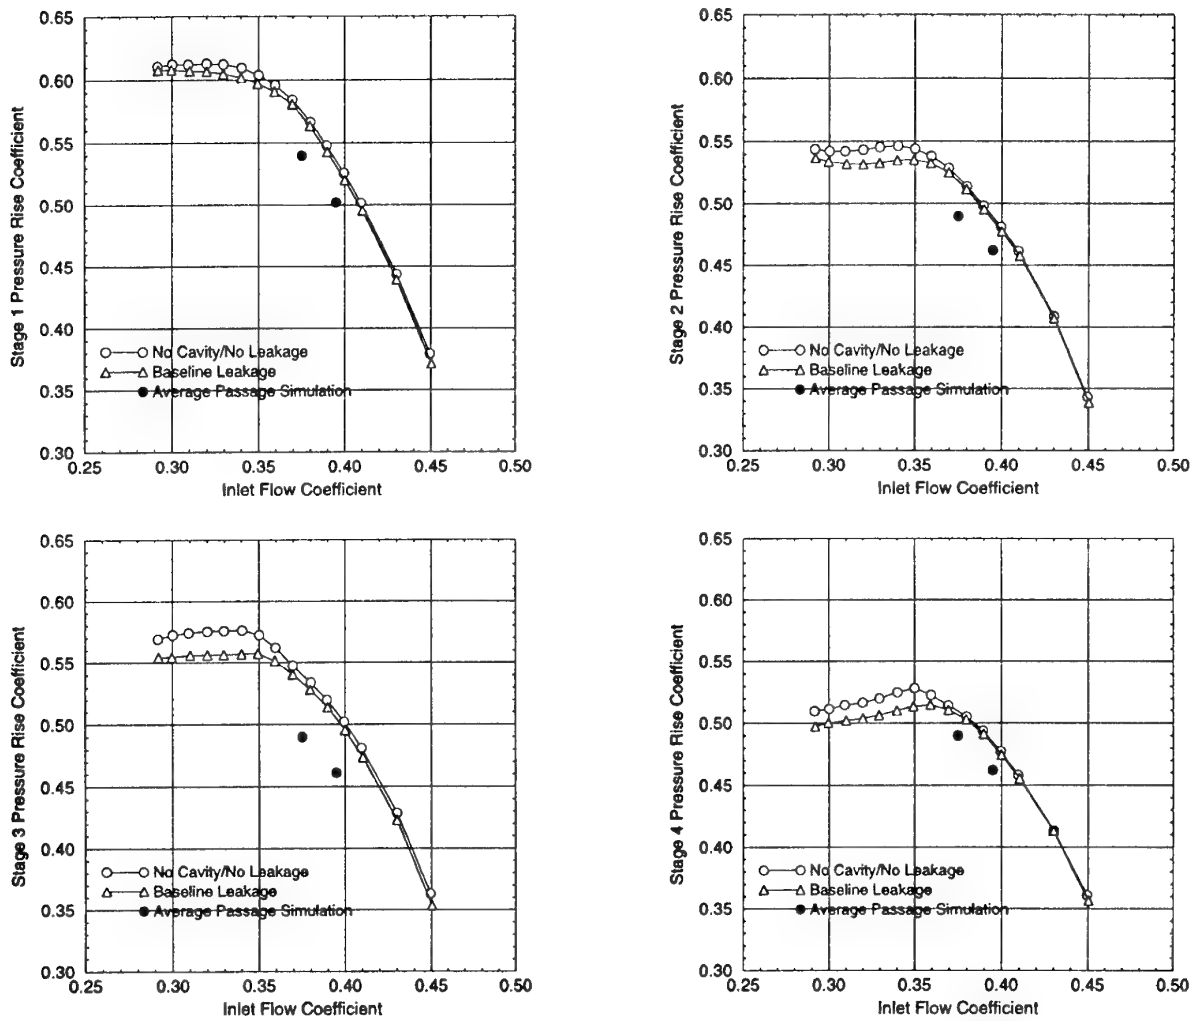 0.65
0.60
0.55
0.50
0.45
0.40
0.35
0.30
Stage 1 Pressure Rise Coefficient
No Cavity/No Leakage
Baseline Leakage
Average Passage Simulation
0.25 0.30 0.35 0.40 0.45 0.50
Inlet Flow Coefficient
0.65
0.60
0.55
0.50
0.45
0.40
0.35
0.30
Stage 2 Pressure Rise Coefficient
No Cavity/No Leakage
Baseline Leakage
Average Passage Simulation
0.25 0.30 0.35 0.40 0.45 0.50
Inlet Flow Coefficient
0.65
0.60
0.55
0.50
0.45
0.40
0.35
0.30
Stage 3 Pressure Rise Coefficient
No Cavity/No Leakage
Baseline Leakage
Average Passage Simulation
0.25 0.30 0.35 0.40 0.45 0.50
Inlet Flow Coefficient
0.65
0.60
0.55
0.50
0.45
0.40
0.35
0.30
Stage 4 Pressure Rise Coefficient
No Cavity/No Leakage
Baseline Leakage
Average Passage Simulation
0.25 0.30 0.35 0.40 0.45 0.50
Inlet Flow Coefficient